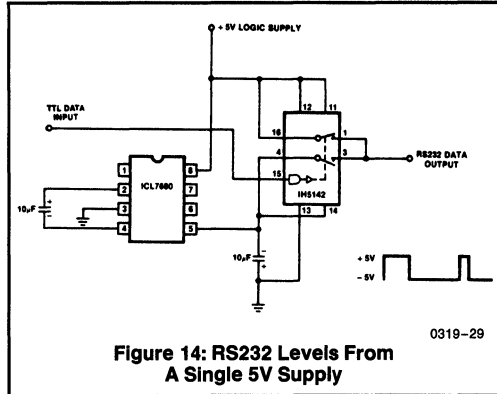 + 5V LOGIC SUPPLY
TTL DATA
INPUT
12 11
16 1
4 3
15
IH5142
13 14
RS232 DATA
OUTPUT
1 8
2 7
3 6
4 5
ICL7660
10µF
+
-
10µF
-
+
+ 5V
- 5V
0319–29
Figure 14: RS232 Levels From
A Single 5V Supply